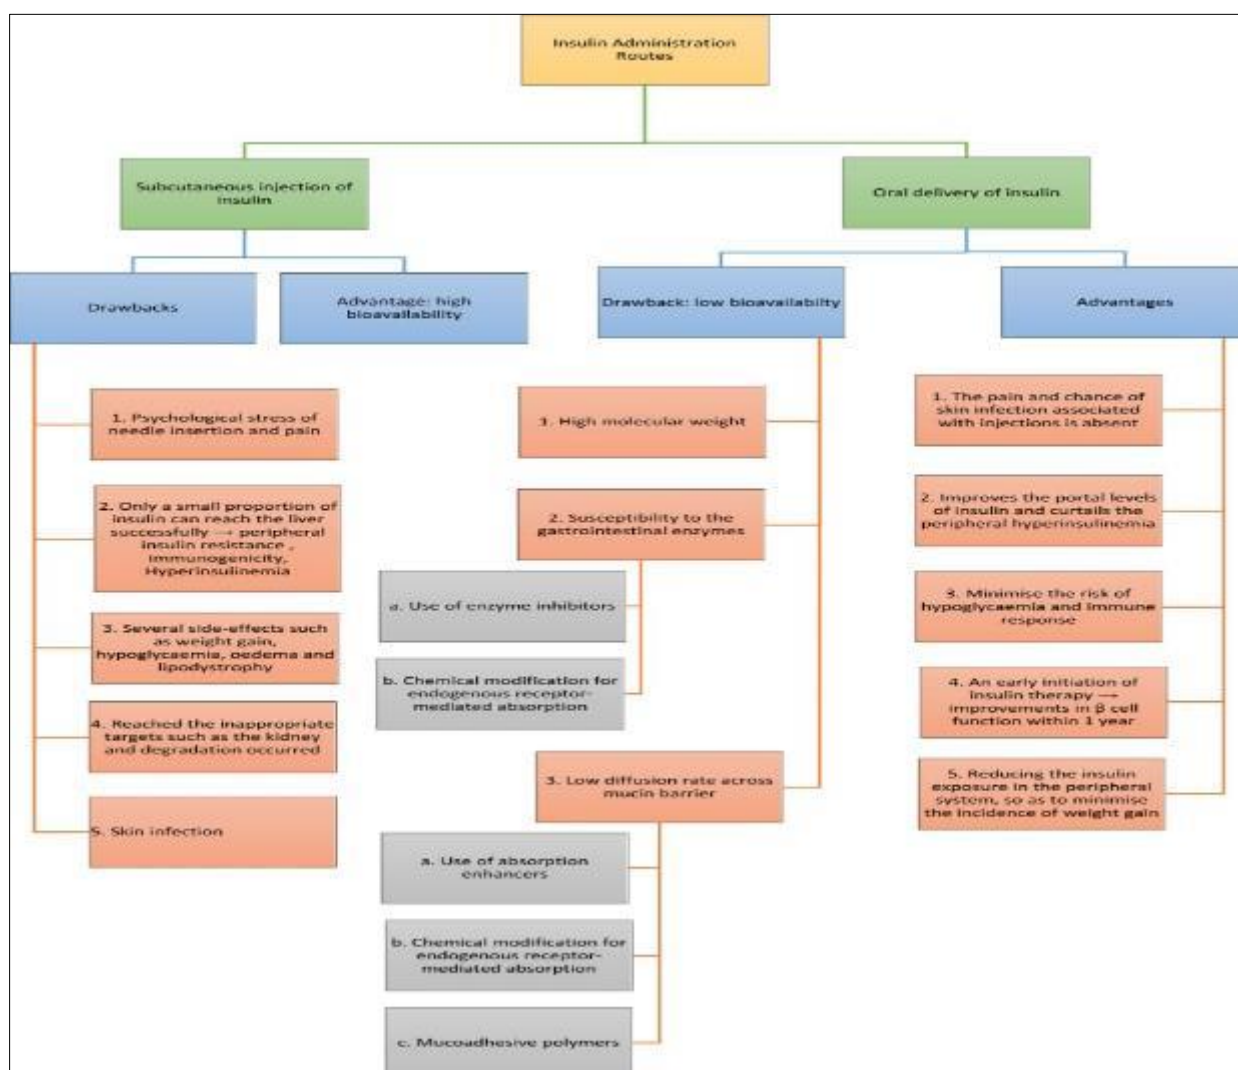 Insulin Administration
Routes
Subcutaneous injection of
insulin
Oral delivery of insulin
Drawbacks
Advantage: high
bioavailability
Drawback: low bioavailabilty
Advantages
1. Psychological stress of
needle insertion and pain
2. Only a small proportion of
insulin can reach the liver
successfully → peripheral
insulin resistance ,
immunogenicity,
Hyperinsulinemia
3. Several side-effects such
as weight gain,
hypoglycaemia, oedema and
lipodystrophy
4. Reached the inappropriate
targets such as the kidney
and degradation occurred
5. Skin infection
1. High molecular weight
2. Susceptibility to the
gastrointestinal enzymes
a. Use of enzyme inhibitors
b. Chemical modification for
endogenous receptor-
mediated absorption
3. Low diffusion rate across
mucin barrier
a. Use of absorption
enhancers
b. Chemical modification for
endogenous receptor-
mediated absorption
c. Mucoadhesive polymers
1. The pain and chance of
skin infection associated
with injections is absent
2. Improves the portal levels
of insulin and curtails the
peripheral hyperinsulinemia
3. Minimise the risk of
hypoglycaemia and immune
response
4. An early initiation of
insulin therapy →
improvements in β cell
function within 1 year
5. Reducing the insulin
exposure in the peripheral
system, so as to minimise
the incidence of weight gain